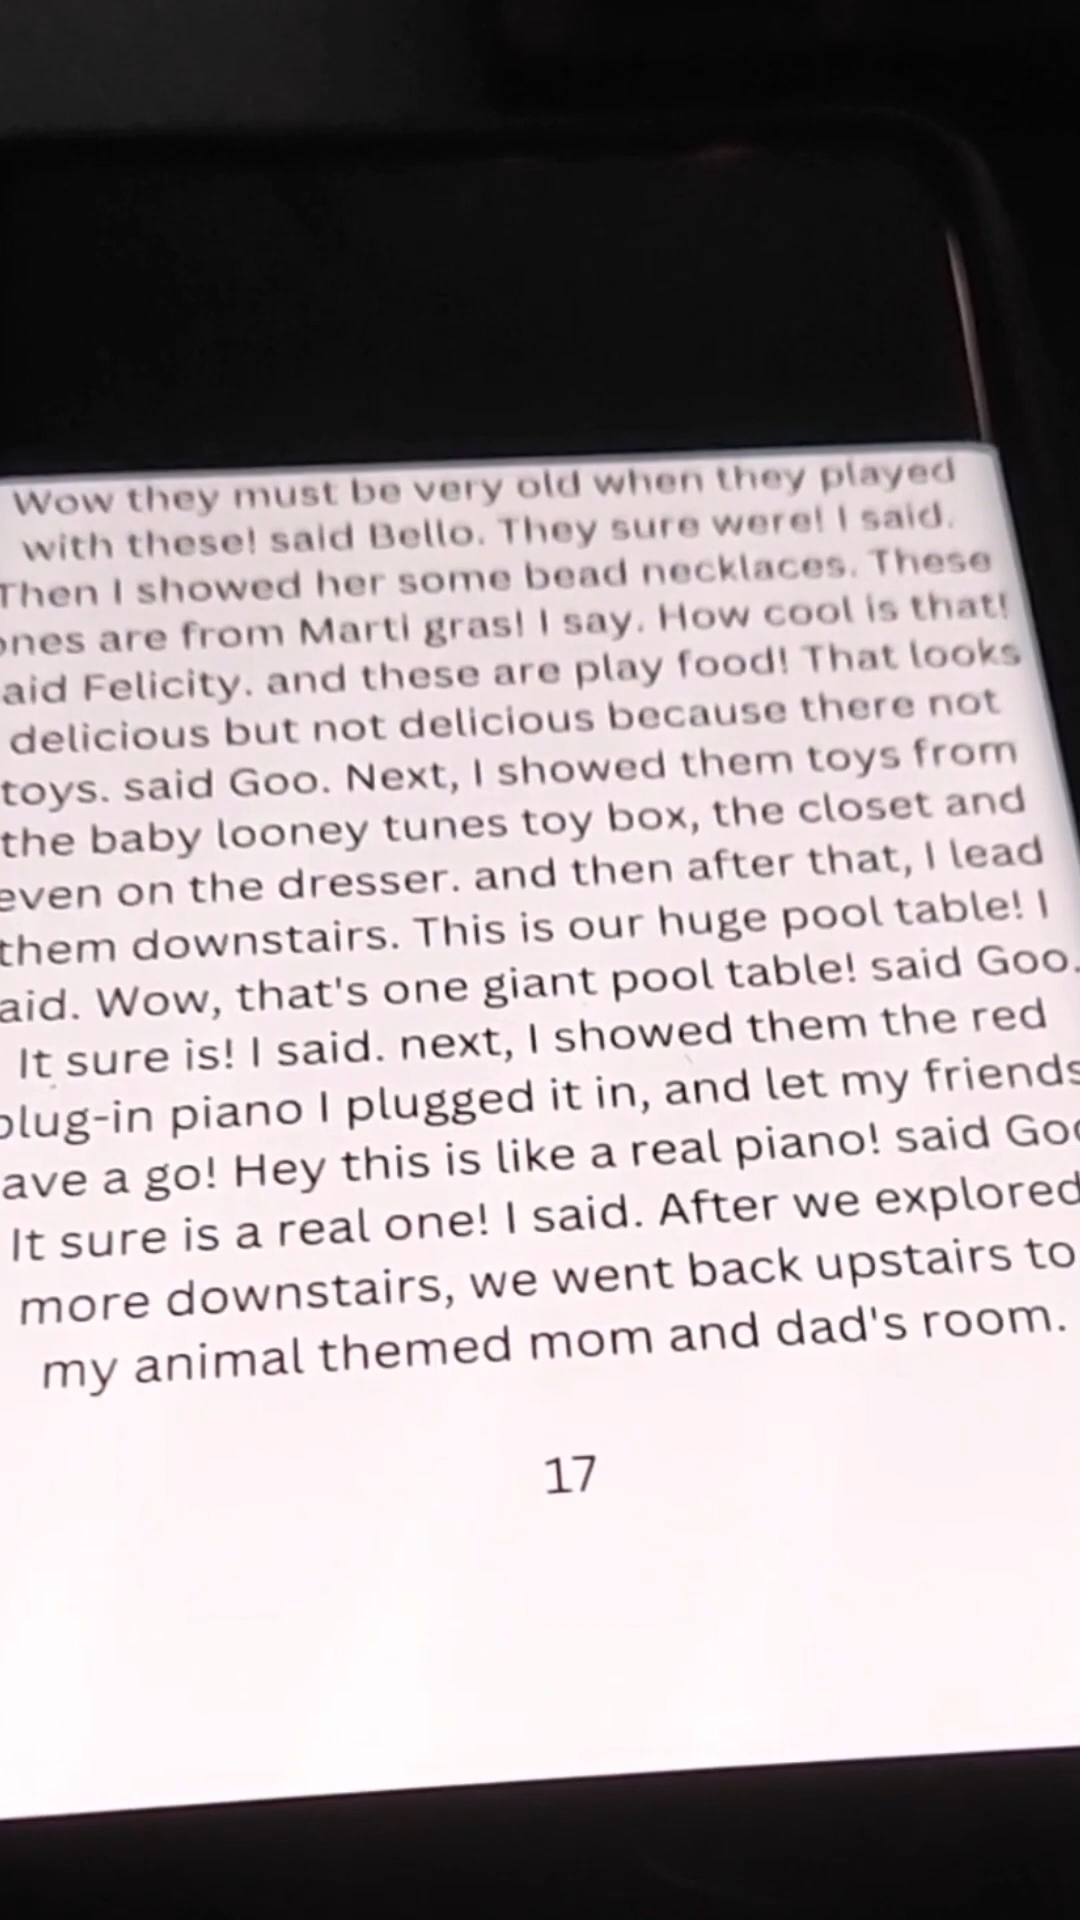 Wow they must be very old when they played
with these! said Bello. They sure were! I said.
Then I showed her some bead necklaces. These
ones are from Marti gras! I say. How cool is that!
aid Felicity. and these are play food! That looks
delicious but not delicious because there not
toys. said Goo. Next, I showed them toys from
the baby looney tunes toy box, the closet and
even on the dresser. and then after that, I lead
them downstairs. This is our huge pool table! I
aid. Wow, that's one giant pool table! said Goo.
It sure is! I said. next, I showed them the red
plug-in piano I plugged it in, and let my friends
ave a go! Hey this is like a real piano! said Goo
It sure is a real one! I said. After we explored
more downstairs, we went back upstairs to
my animal themed mom and dad's room.
17